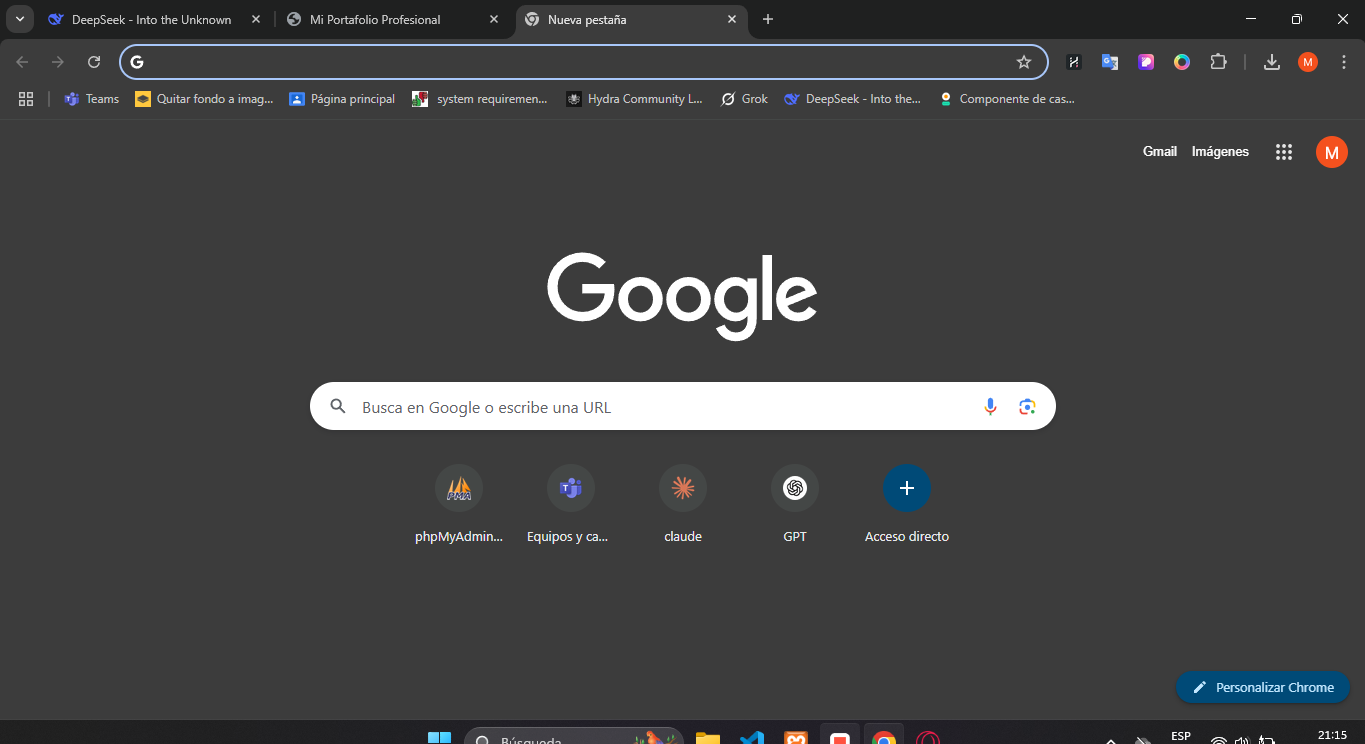 DeepSeek - Into the Unknown
Mi Portafolio Profesional
Nueva pestaña
M
Teams
Quitar fondo a imag...
Página principal
system requiremen...
Hydra Community L...
Grok
DeepSeek - Into the...
Componente de cas...
Gmail
Imágenes
M
Google
Busca en Google o escribe una URL
phpMyAdmin...
Equipos y ca...
claude
GPT
Acceso directo
Personalizar Chrome
Búsqueda
ESP
21:15